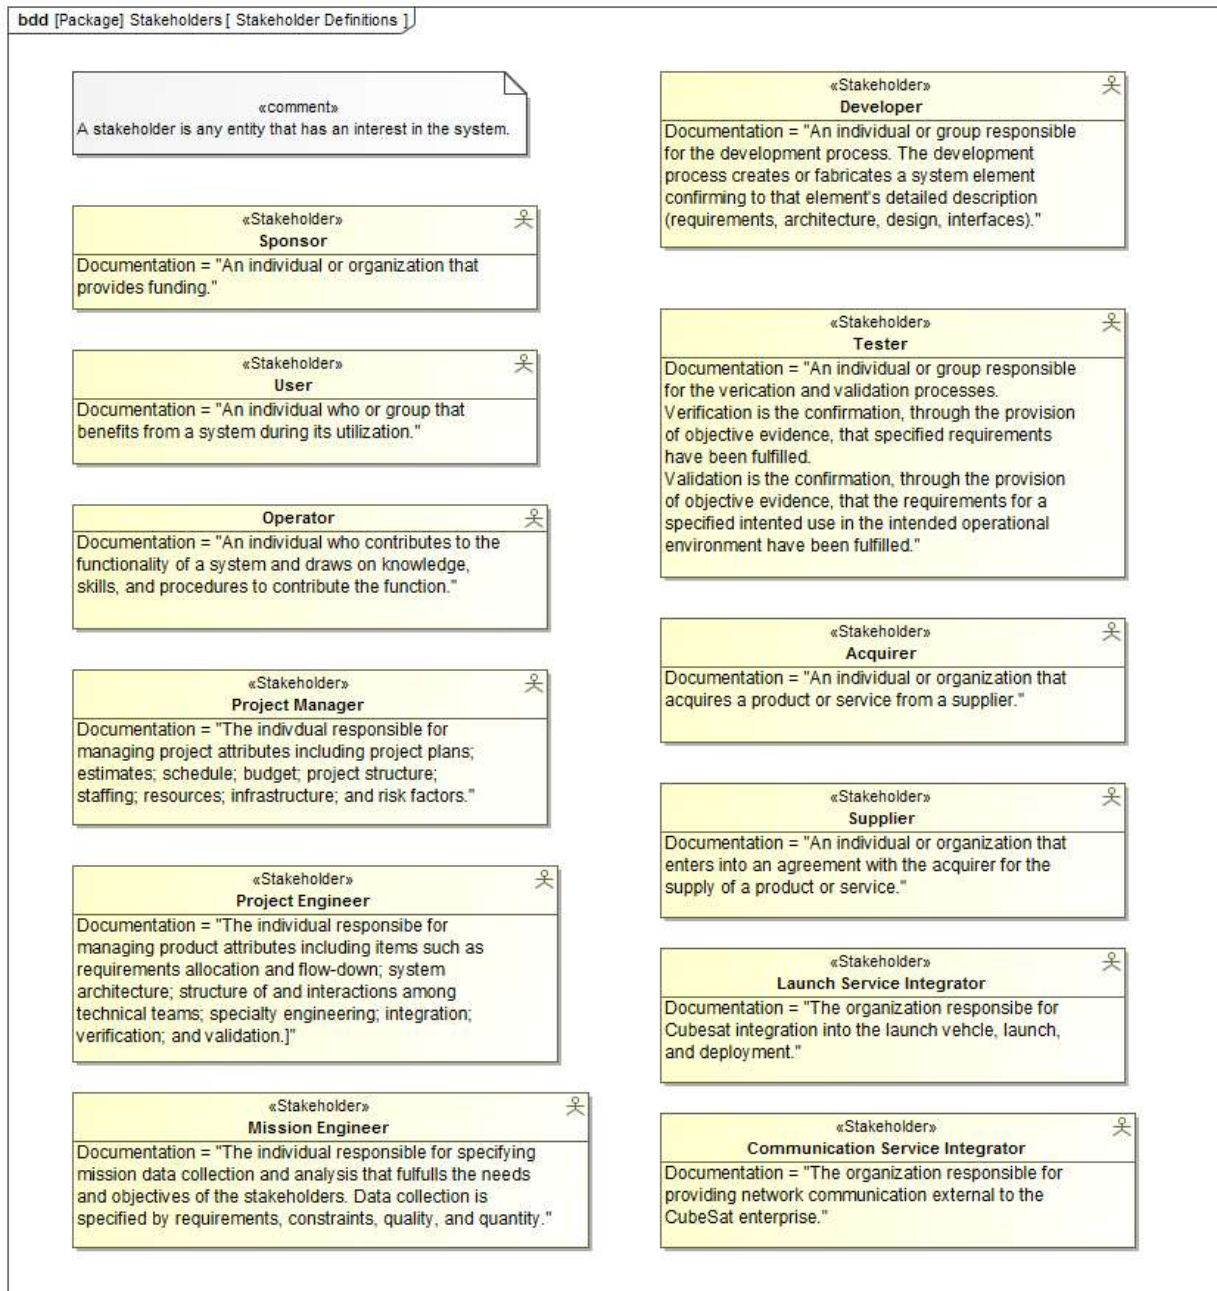 bdd [Package] Stakeholders [ Stakeholder Definitions ]
«comment»
A stakeholder is any entity that has an interest in the system.
«Stakeholder»
Sponsor
Documentation = "An individual or organization that
provides funding."
«Stakeholder»
User
Documentation = "An individual who or group that
benefits from a system during its utilization."
Operator
Documentation = "An individual who contributes to the
functionality of a system and draws on knowledge,
skills, and procedures to contribute the function."
«Stakeholder»
Project Manager
Documentation = "The indivdual responsible for
managing project attributes including project plans;
estimates; schedule; budget; project structure;
staffing; resources; infrastructure; and risk factors."
«Stakeholder»
Project Engineer
Documentation = "The individual responsibe for
managing product attributes including items such as
requirements allocation and flow-down; system
architecture; structure of and interactions among
technical teams; specialty engineering; integration;
verification; and validation.]"
«Stakeholder»
Mission Engineer
Documentation = "The individual responsible for specifying
mission data collection and analysis that fulfulls the needs
and objectives of the stakeholders. Data collection is
specified by requirements, constraints, quality, and quantity."
«Stakeholder»
Developer
Documentation = "An individual or group responsible
for the development process. The development
process creates or fabricates a system element
confirming to that element's detailed description
(requirements, architecture, design, interfaces)."
«Stakeholder»
Tester
Documentation = "An individual or group responsible
for the verication and validation processes.
Verification is the confirmation, through the provision
of objective evidence, that specified requirements
have been fulfilled.
Validation is the confirmation, through the provision
of objective evidence, that the requirements for a
specified intented use in the intended operational
environment have been fulfilled."
«Stakeholder»
Acquirer
Documentation = "An individual or organization that
acquires a product or service from a supplier."
«Stakeholder»
Supplier
Documentation = "An individual or organization that
enters into an agreement with the acquirer for the
supply of a product or service."
«Stakeholder»
Launch Service Integrator
Documentation = "The organization responsibe for
Cubesat integration into the launch vehcle, launch,
and deployment."
«Stakeholder»
Communication Service Integrator
Documentation = "The organization responsible for
providing network communication external to the
CubeSat enterprise."